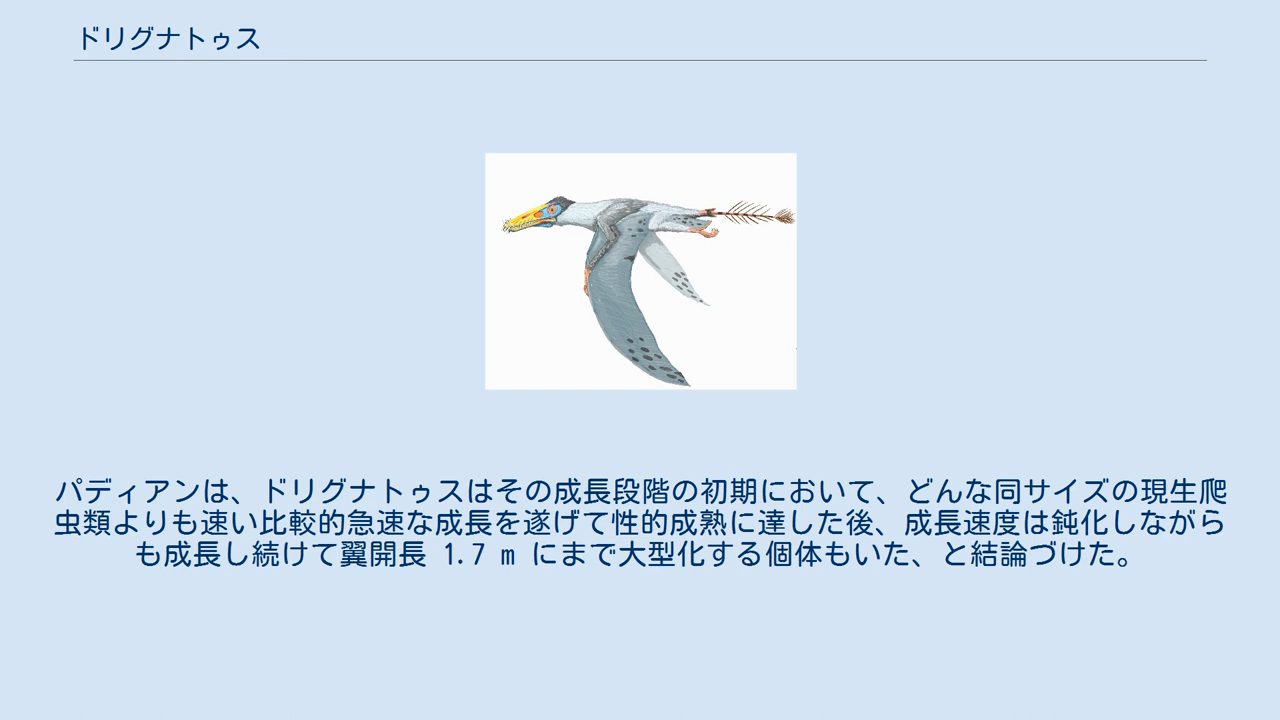 ドリグナトゥス
パディアンは、ドリグナトゥスはその成長段階の初期において、どんな同サイズの現生爬
虫類よりも速い比較的急速な成長を遂げて性的成熟に達した後、成長速度は鈍化しながら
も成長し続けて翼開長 1.7 m にまで大型化する個体もいた、と結論づけた。